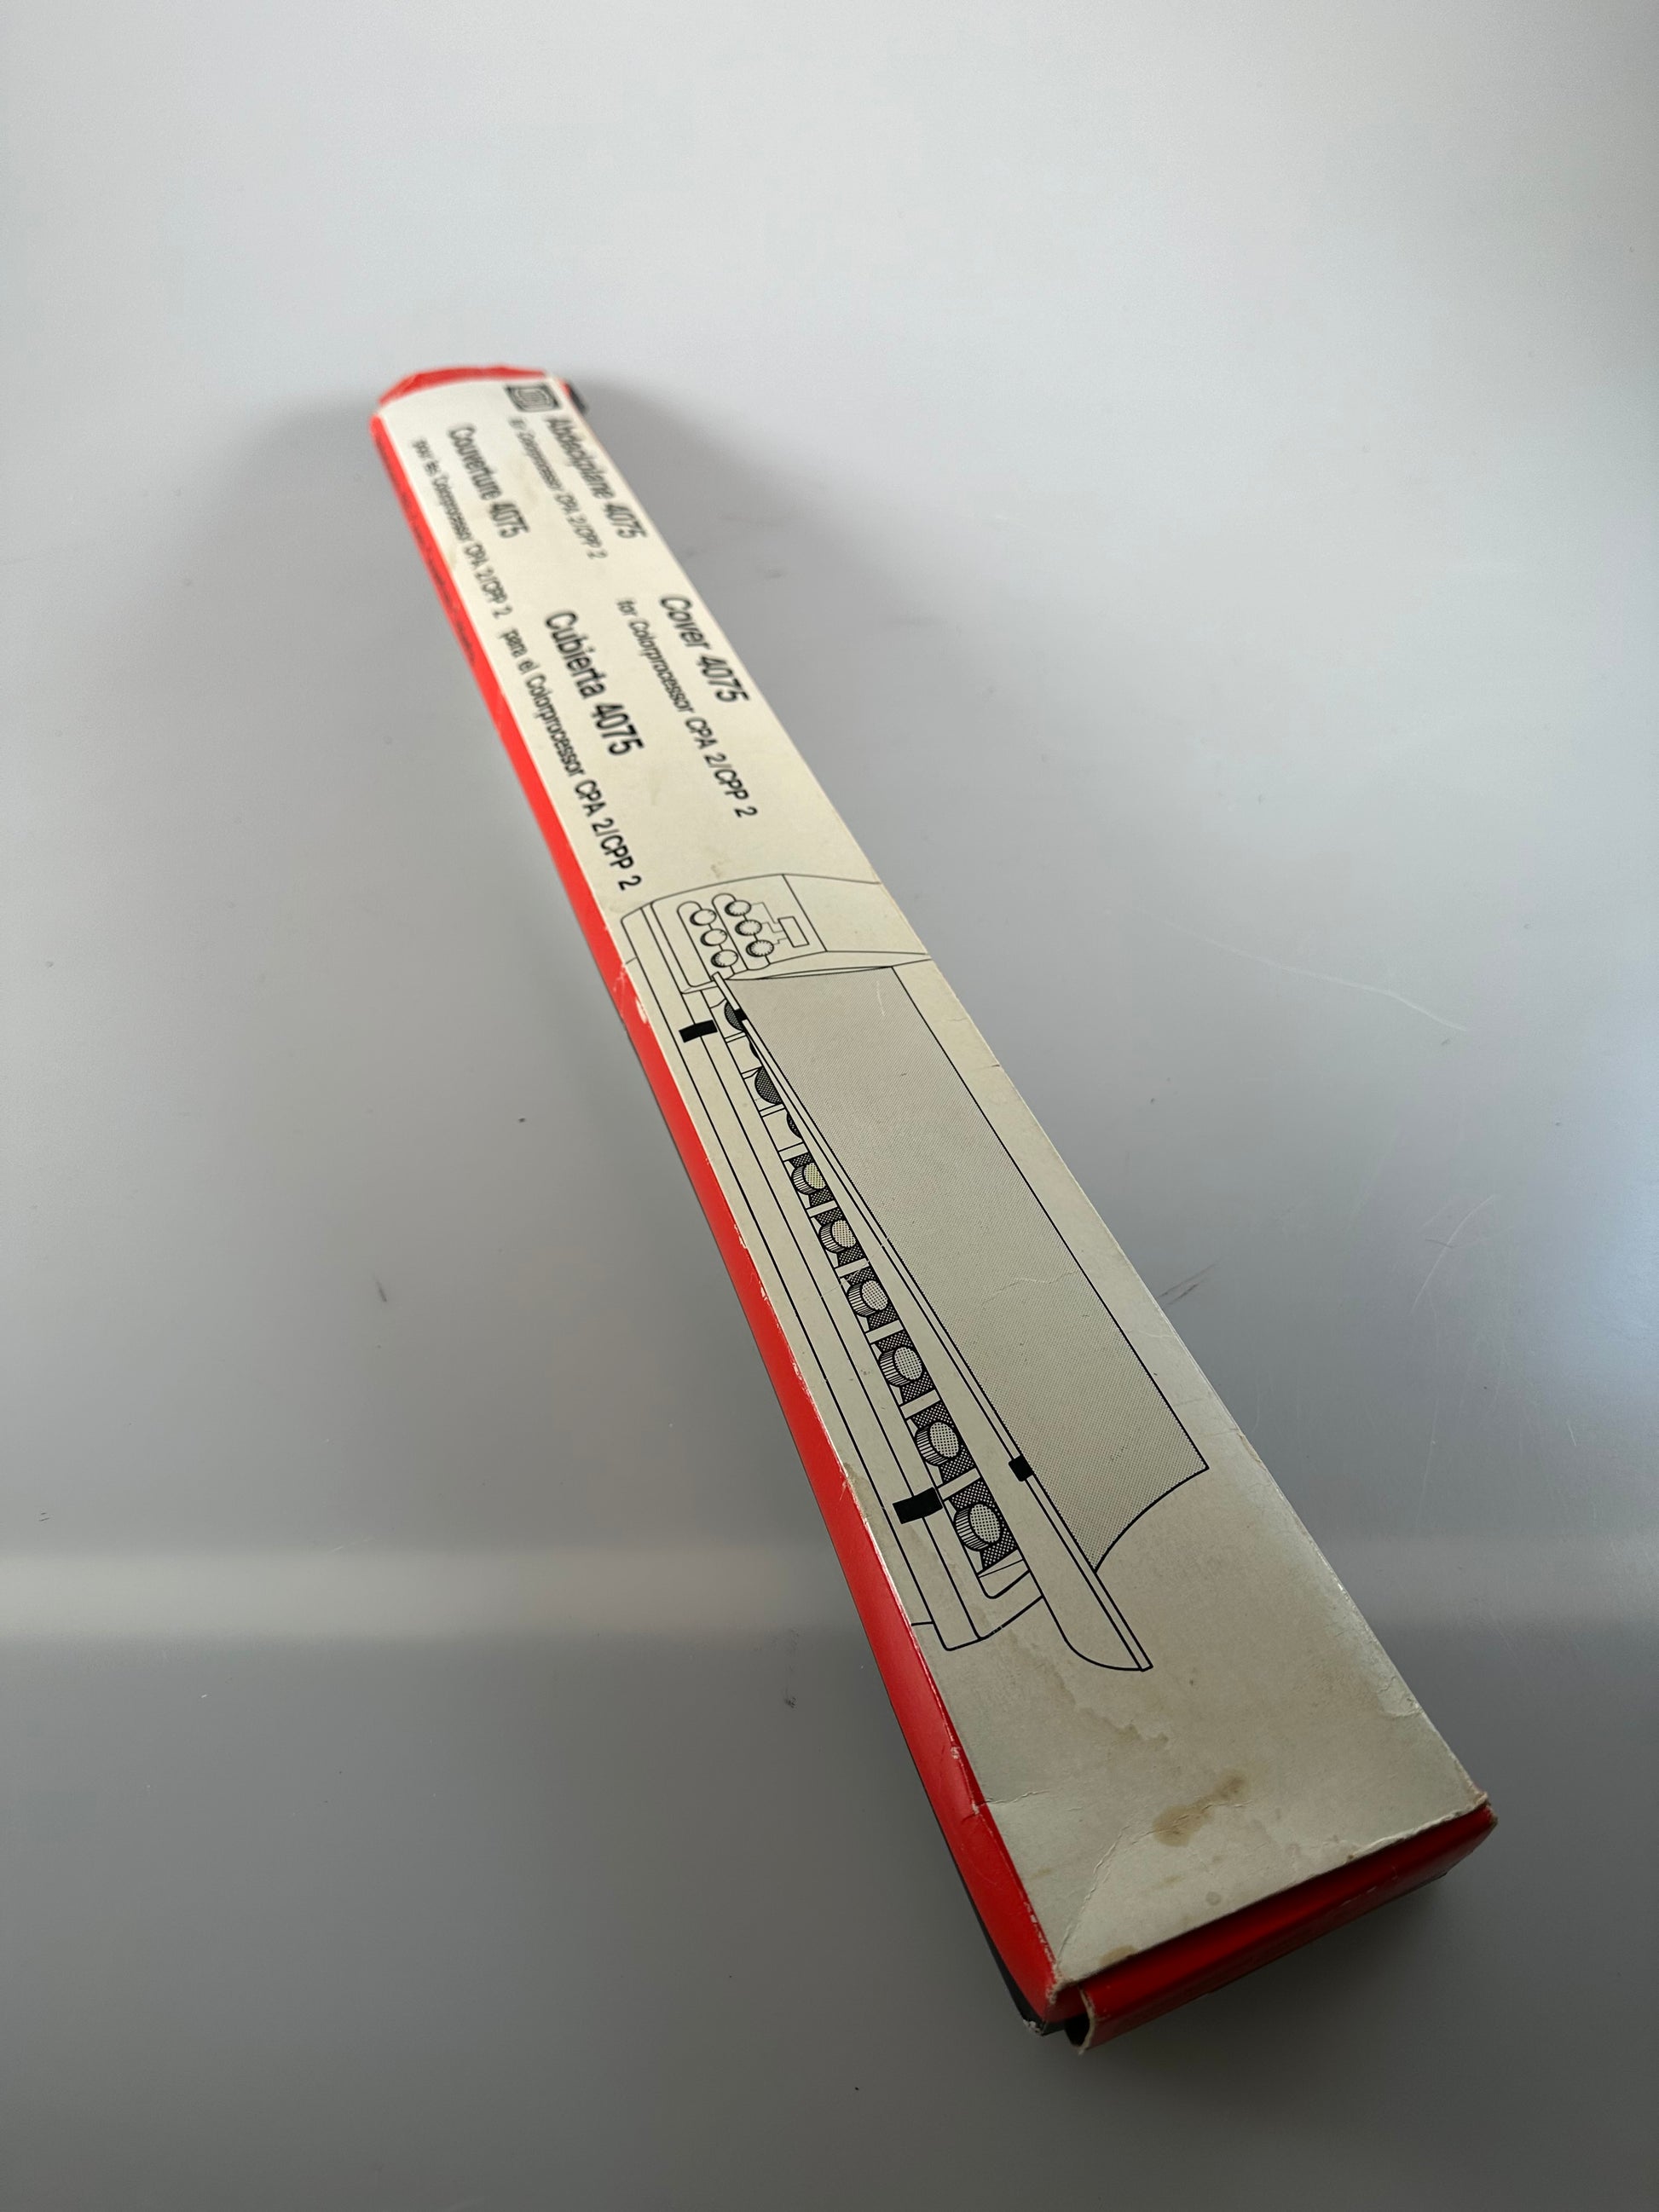 Abdeckplane 4075
für Colorprocessor CPA 2/CPP 2
Cover 4075
for Colorprocessor CPA 2/CPP 2
Couverture 4075
pour les Colorprocessor CPA 2/CPP 2
Cubierta 4075
para el Colorprocessor CPA 2/CPP 2